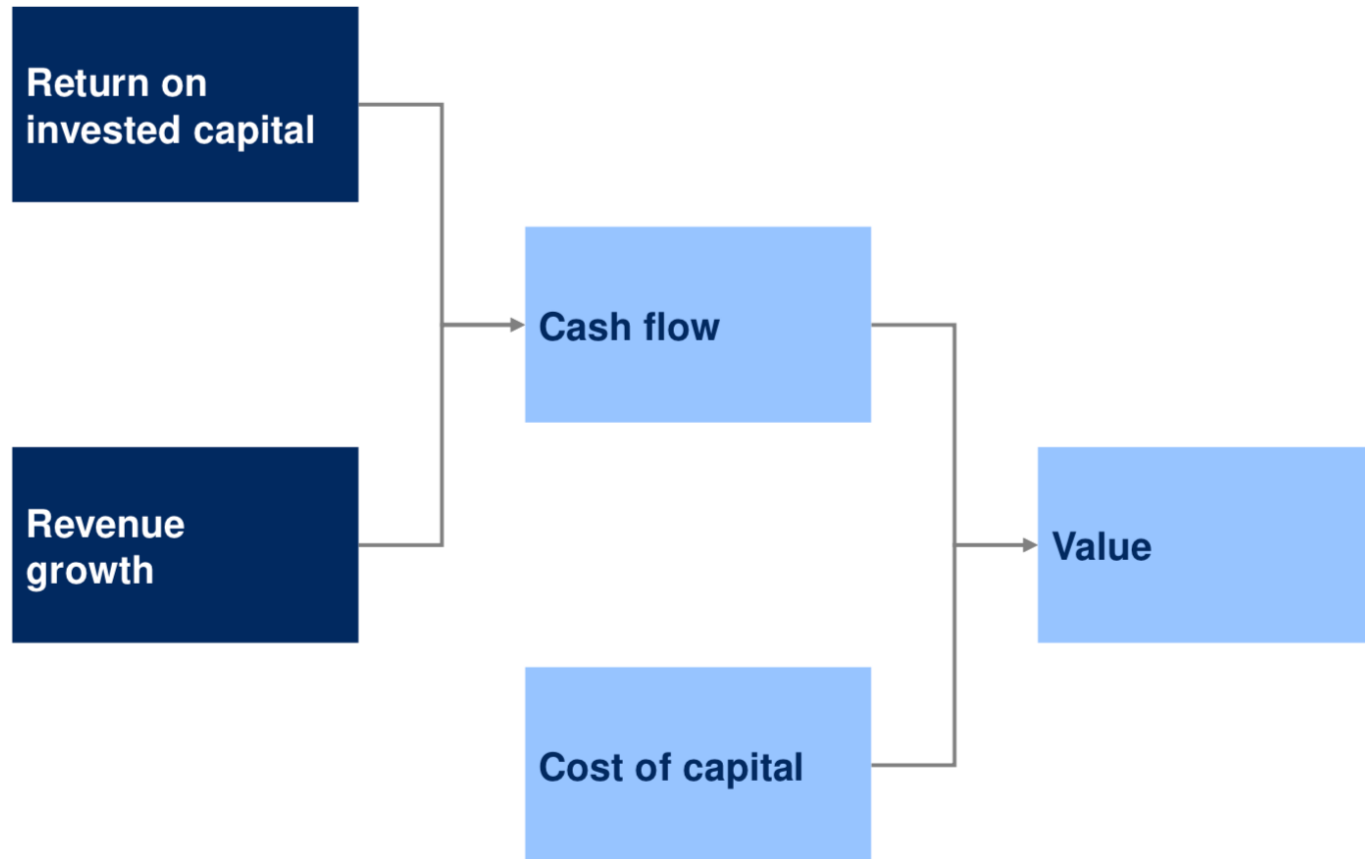 Return on
invested capital
Cash flow
Revenue
growth
Value
Cost of capital